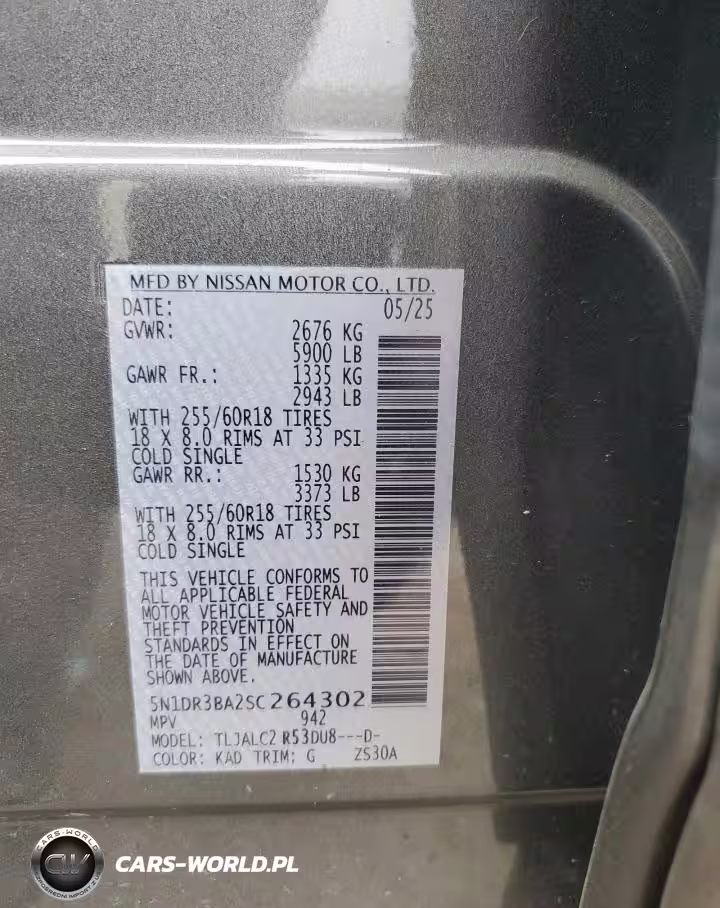 MFD BY NISSAN MOTOR CO., LTD.
DATE: 05/25
GVWR: 2676 KG
5900 LB
GAWR FR.: 1335 KG
2943 LB
WITH 255/60R18 TIRES
18 X 8.0 RIMS AT 33 PSI
COLD SINGLE
GAWR RR.: 1530 KG
3373 LB
WITH 255/60R18 TIRES
18 X 8.0 RIMS AT 33 PSI
COLD SINGLE
THIS VEHICLE CONFORMS TO
ALL APPLICABLE FEDERAL
MOTOR VEHICLE SAFETY AND
THEFT PREVENTION
STANDARDS IN EFFECT ON
THE DATE OF MANUFACTURE
SHOWN ABOVE.
5N1DR3BA2SC264302
MPV 942
MODEL: TLJALC2 R53DU8---D-
COLOR: KAD TRIM: G ZS30A
CARS-WORLD
CW
CARS-WORLD.PL